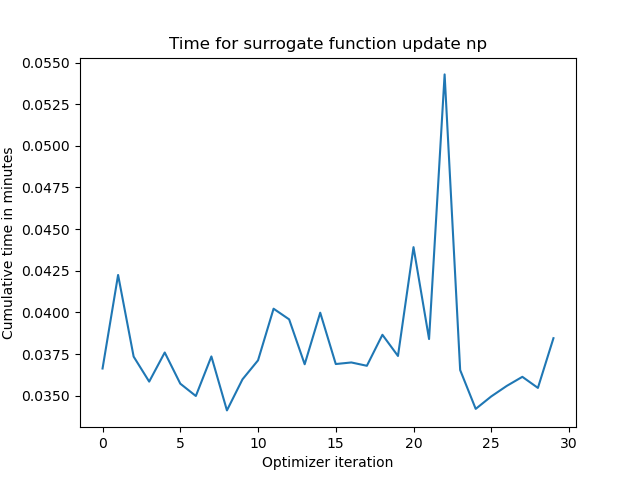 Time for surrogate function update np
Cumulative time in minutes
0.0550
0.0525
0.0500
0.0475
0.0450
0.0425
0.0400
0.0375
0.0350
0 5 10 15 20 25 30
Optimizer iteration